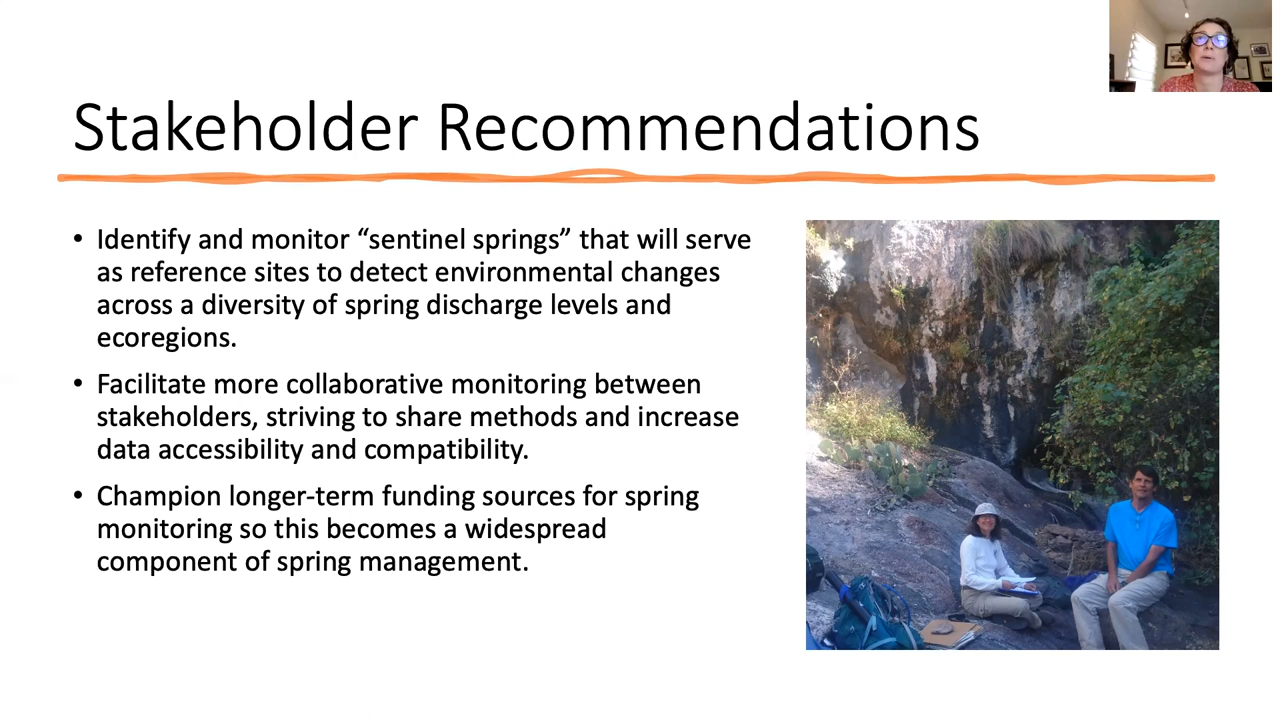 Stakeholder Recommendations
• Identify and monitor “sentinel springs” that will serve
as reference sites to detect environmental changes
across a diversity of spring discharge levels and
ecoregions.
• Facilitate more collaborative monitoring between
stakeholders, striving to share methods and increase
data accessibility and compatibility.
• Champion longer-term funding sources for spring
monitoring so this becomes a widespread
component of spring management.